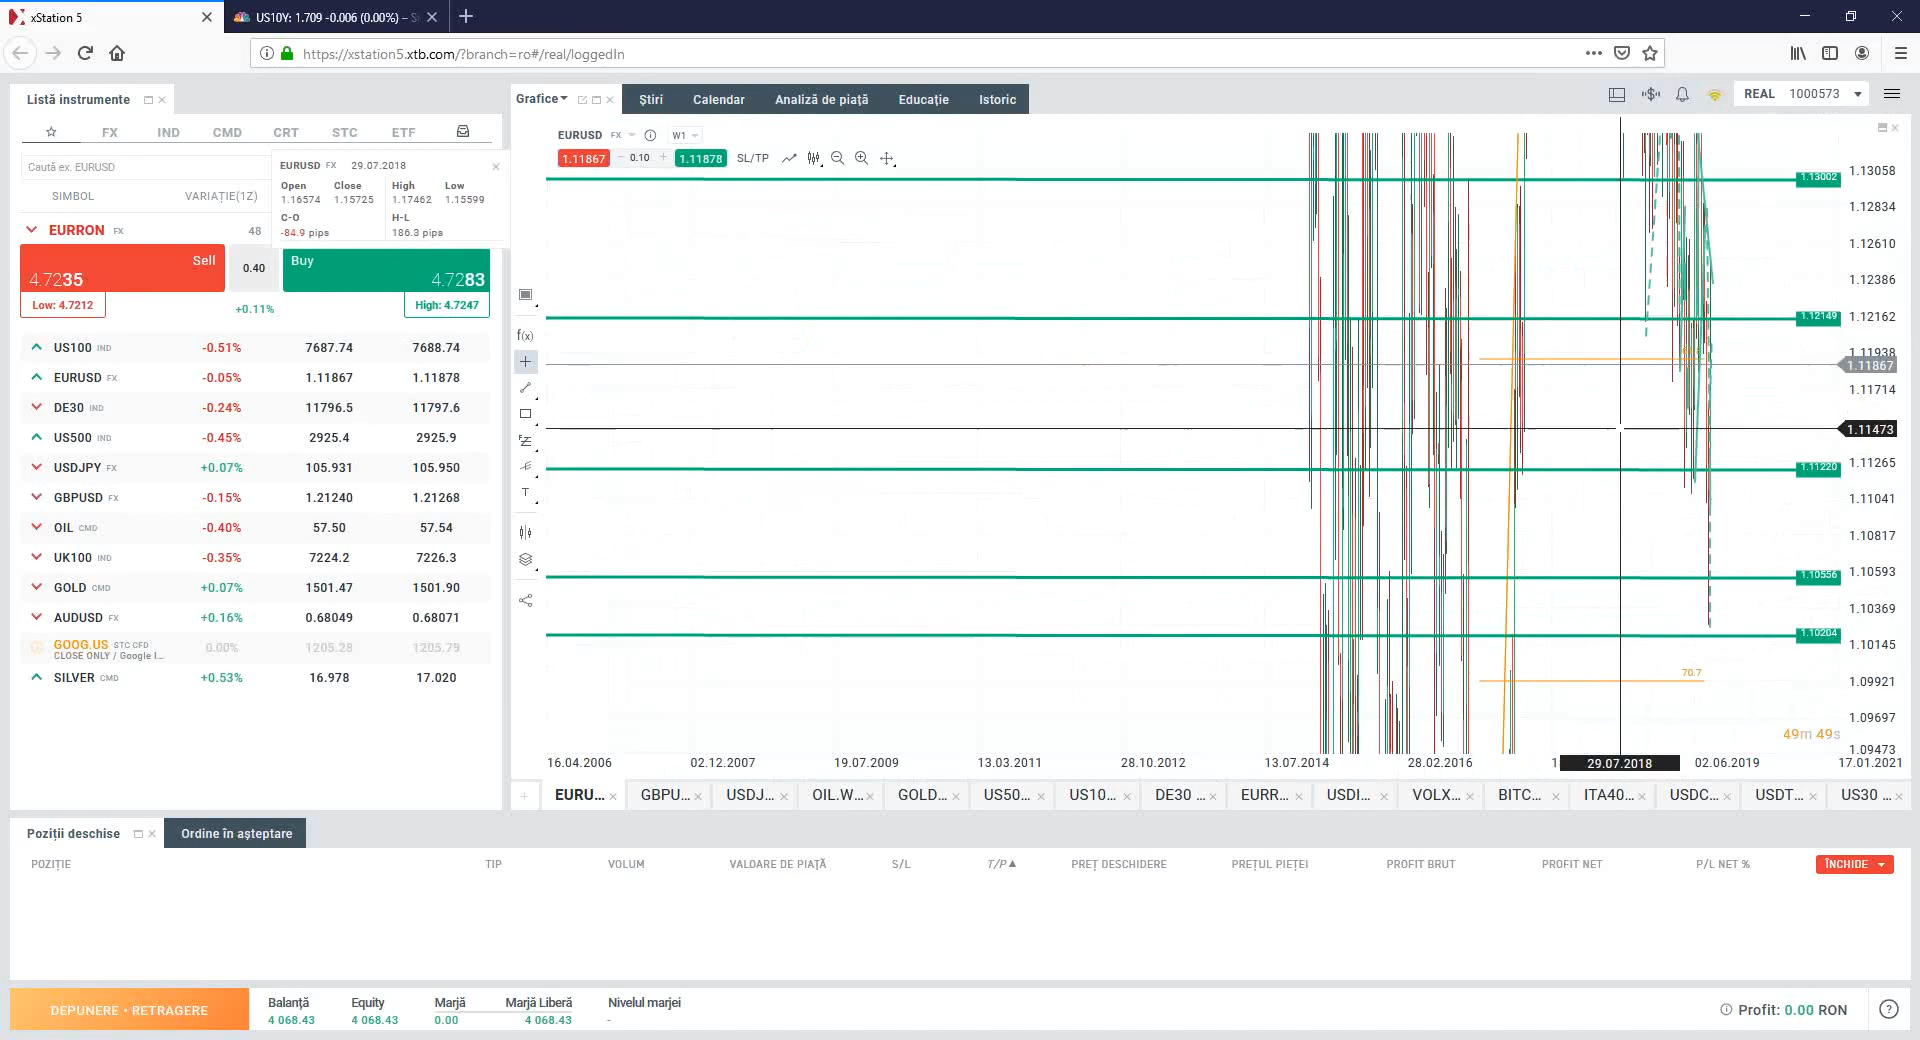 xStation 5
US10Y: 1.709 -0.006 (0.00%) – S
https://xstation5.xtb.com/?branch=ro#/real/loggedIn
Listă instrumente
Grafice
Știri
Calendar
Analiză de piață
Educație
Istoric
REAL 1000573
FX
IND
CMD
CRT
STC
ETF
EURUSD FX
W1
Caută ex. EURUSD
EURUSD FX 29.07.2018
Open Close High Low
1.16574 1.15725 1.17462 1.15599
C-O H-L
-84.9 pips 186.3 pips
1.11867
0.10
1.11878
SL/TP
SIMBOL
VARIAȚIE(1Z)
EURRON FX
48
Sell
4.7235
0.40
Buy
4.7283
Low: 4.7212
+0.11%
High: 4.7247
US100 IND -0.51% 7687.74 7688.74
EURUSD FX -0.05% 1.11867 1.11878
DE30 IND -0.24% 11796.5 11797.6
US500 IND -0.45% 2925.4 2925.9
USDJPY FX +0.07% 105.931 105.950
GBPUSD FX -0.15% 1.21240 1.21268
OIL CMD -0.40% 57.50 57.54
UK100 IND -0.35% 7224.2 7226.3
GOLD CMD +0.07% 1501.47 1501.90
AUDUSD FX +0.16% 0.68049 0.68071
GOOG.US STC CFD 0.00% 1205.28 1205.79
CLOSE ONLY / Google I...
SILVER CMD +0.53% 16.978 17.020
f(x)
T
1.13002
1.13058
1.12834
1.12610
1.12386
1.12149
1.12162
1.11938
1.11867
1.11714
1.11473
1.11220
1.11265
1.11041
1.10817
1.10556
1.10593
1.10369
1.10204
1.10145
70.7
1.09921
1.09697
49m 49s
1.09473
16.04.2006
02.12.2007
19.07.2009
13.03.2011
28.10.2012
13.07.2014
28.02.2016
1
29.07.2018
02.06.2019
17.01.2021
EURU...
GBPU...
USDJ...
OIL.W...
GOLD...
US50...
US10...
DE30 ...
EURR...
USDI...
VOLX...
BITC...
ITA40...
USDC...
USDT...
US30 ...
Poziții deschise
Ordine în așteptare
POZIȚIE
TIP
VOLUM
VALOARE DE PIAȚĂ
S/L
T/P
PREȚ DESCHIDERE
PREȚUL PIEȚEI
PROFIT BRUT
PROFIT NET
P/L NET %
ÎNCHIDE
DEPUNERE • RETRAGERE
Balanță Equity Marjă Marjă Liberă Nivelul marjei
4 068.43 4 068.43 0.00 4 068.43 -
Profit: 0.00 RON
?